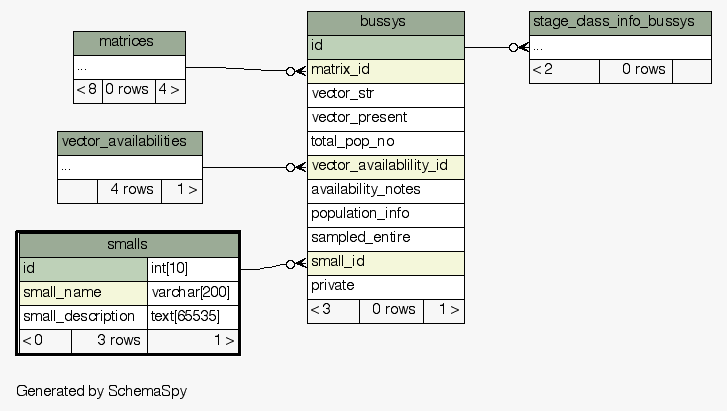 matrices
...
< 8 0 rows 4 >
vector_availabilities
...
4 rows 1 >
smalls
id int[10]
small_name varchar[200]
small_description text[65535]
< 0 3 rows 1 >
bussys
id
matrix_id
vector_str
vector_present
total_pop_no
vector_availablility_id
availability_notes
population_info
sampled_entire
small_id
private
< 3 0 rows 1 >
stage_class_info_bussys
...
< 2 0 rows
Generated by SchemaSpy